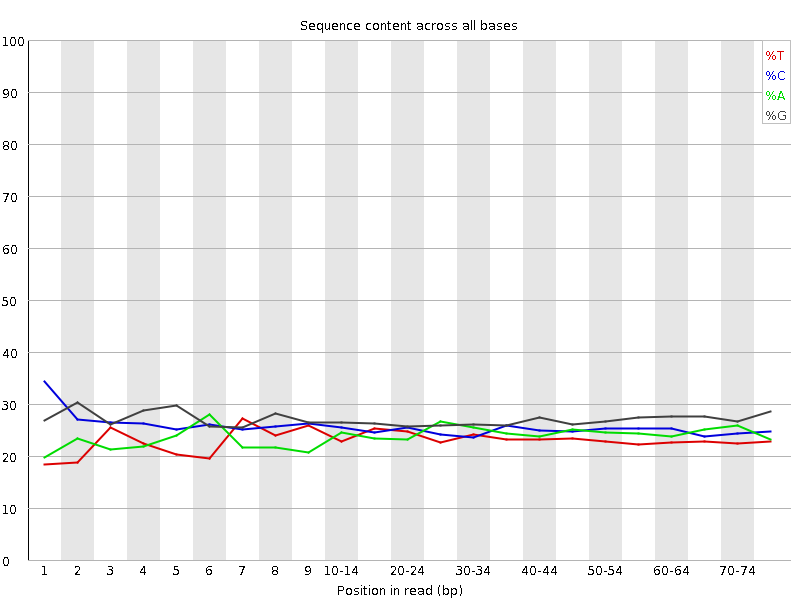 Sequence content across all bases
100
90
80
70
60
50
40
30
20
10
0
%T
%C
%A
%G
1 2 3 4 5 6 7 8 9 10-14 20-24 30-34 40-44 50-54 60-64 70-74
Position in read (bp)